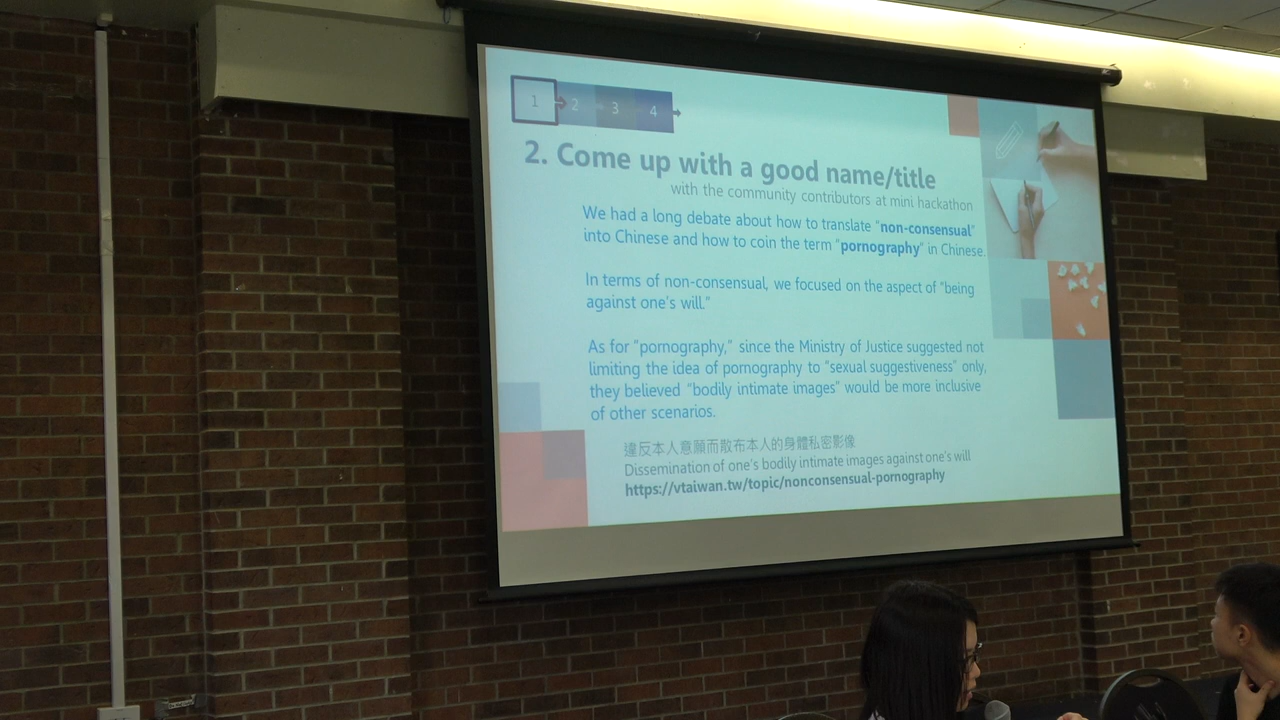 1 2 3 4
2. Come up with a good name/title
with the community contributors at mini hackathon
We had a long debate about how to translate "non-consensual"
into Chinese and how to coin the term "pornography" in Chinese.
In terms of non-consensual, we focused on the aspect of "being
against one's will."
As for "pornography," since the Ministry of Justice suggested not
limiting the idea of pornography to "sexual suggestiveness" only,
they believed "bodily intimate images" would be more inclusive
of other scenarios.
違反本人意願而散布本人的身體私密影像
Dissemination of one's bodily intimate images against one's will
https://vtaiwan.tw/topic/nonconsensual-pornography